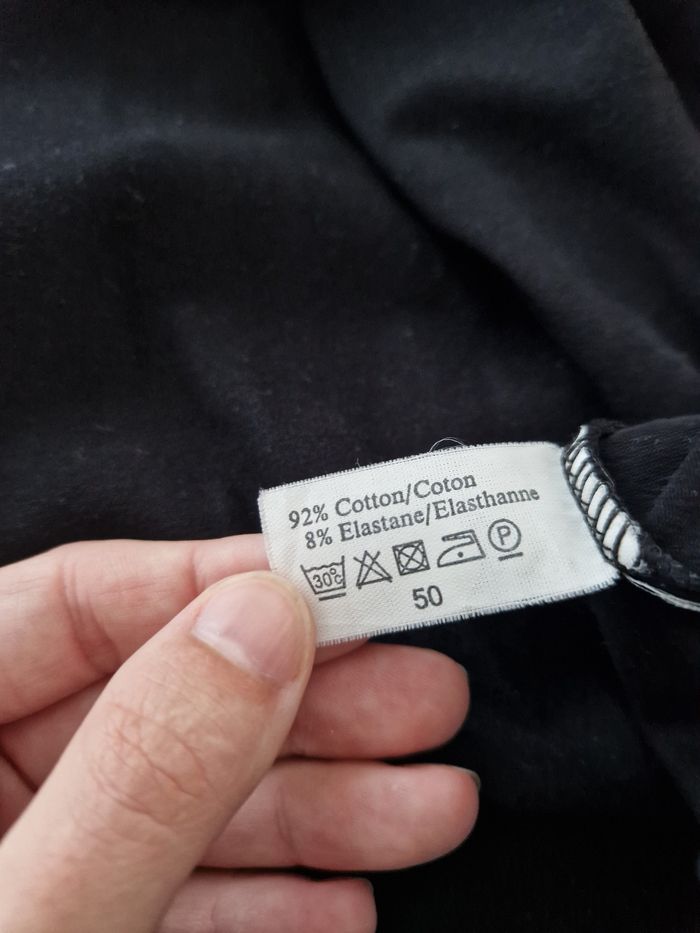 92% Cotton/Coton
8% Elastane/Elasthanne
30°C P
50